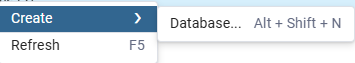 Create ❯ Database... Alt + Shift + N
Refresh F5